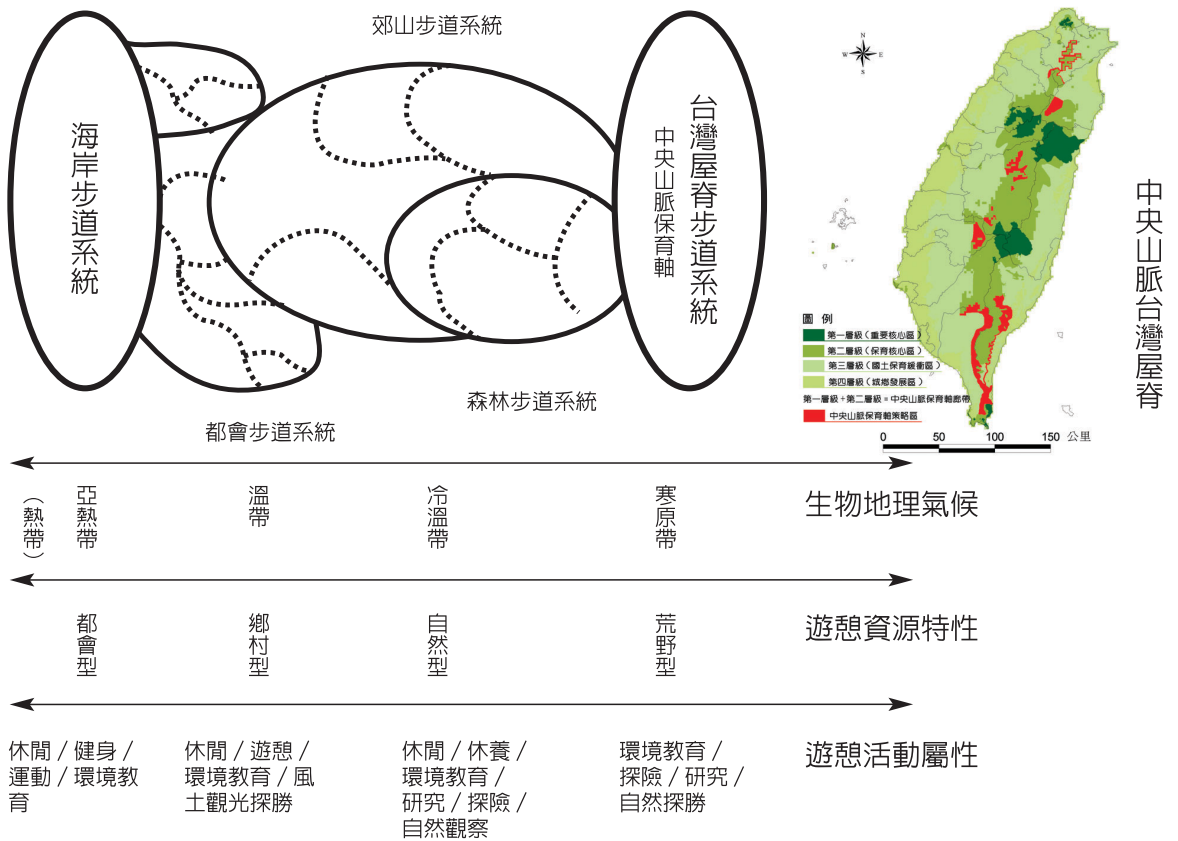 郊山步道系統
海岸步道系統
台灣屋脊步道系統
中央山脈保育軸
森林步道系統
都會步道系統
N
W
E
S
圖 例
第一層級（重要核心區）
第二層級（保育核心區）
第三層級（國土保育緩衝區）
第四層級（城鄉發展區）
第一層級＋第二層級＝中央山脈保育軸廊帶
中央山脈保育軸策略區
0 50 100 150 公里
中央山脈台灣屋脊
（熱帶）
亞熱帶
溫帶
冷溫帶
寒原帶
生物地理氣候
都會型
鄉村型
自然型
荒野型
遊憩資源特性
休閒 / 健身 /
運動 / 環境教
育
休閒 / 遊憩 /
環境教育 / 風
土觀光探勝
休閒 / 休養 /
環境教育 /
研究 / 探險 /
自然觀察
環境教育 /
探險 / 研究 /
自然探勝
遊憩活動屬性